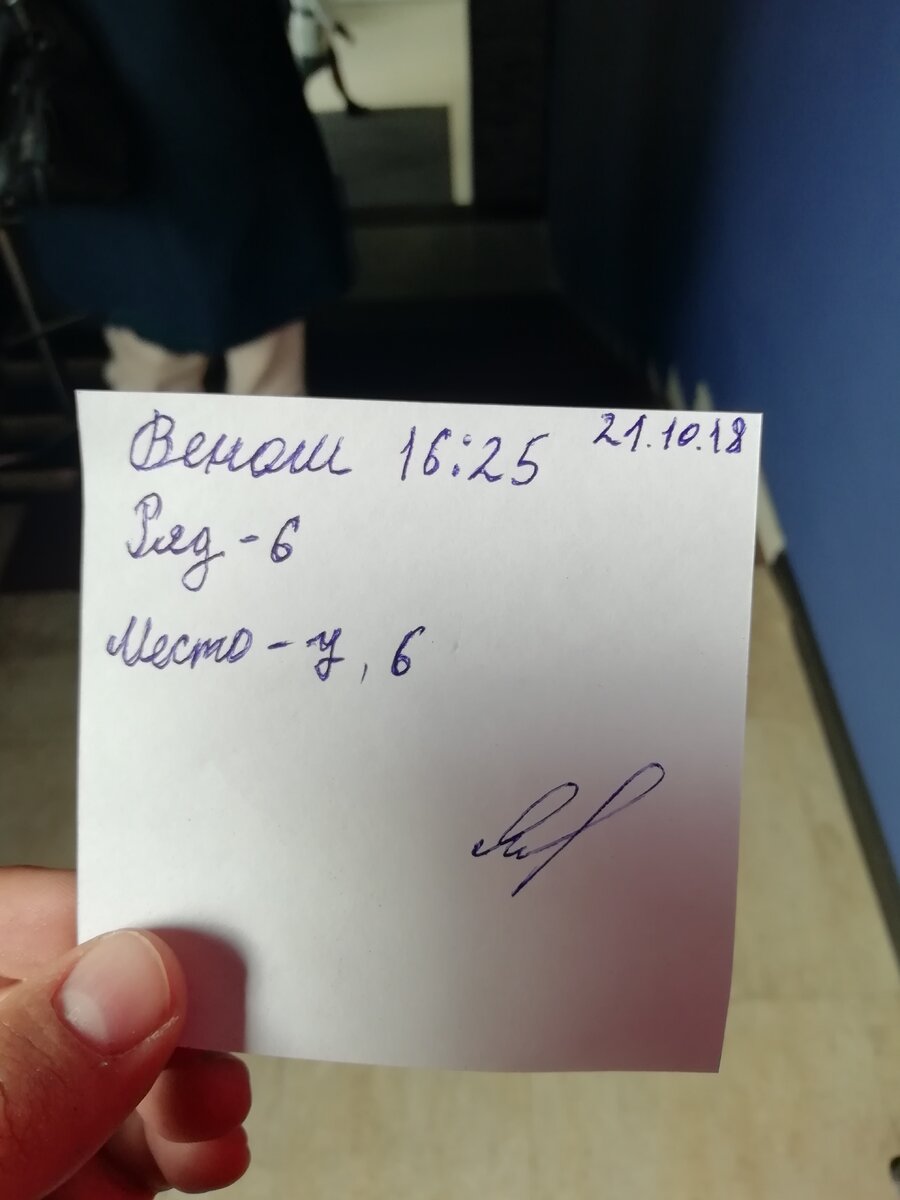 Веном 16:25 21.10.18
Ряд - 6
Место - 7, 6